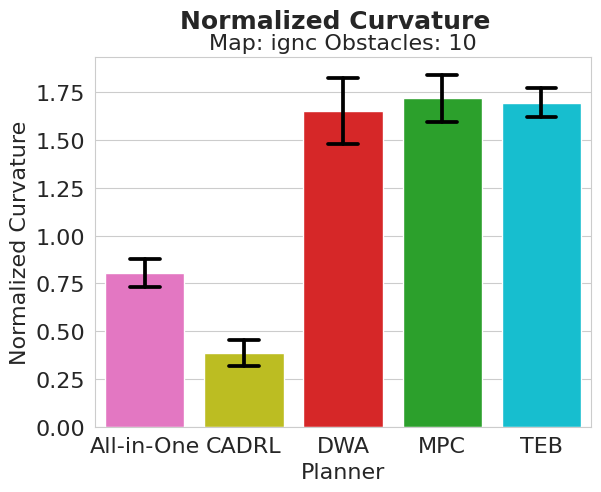 Normalized Curvature
Map: ignc Obstacles: 10
Normalized Curvature
1.75
1.50
1.25
1.00
0.75
0.50
0.25
0.00
All-in-One CADRL DWA MPC TEB
Planner